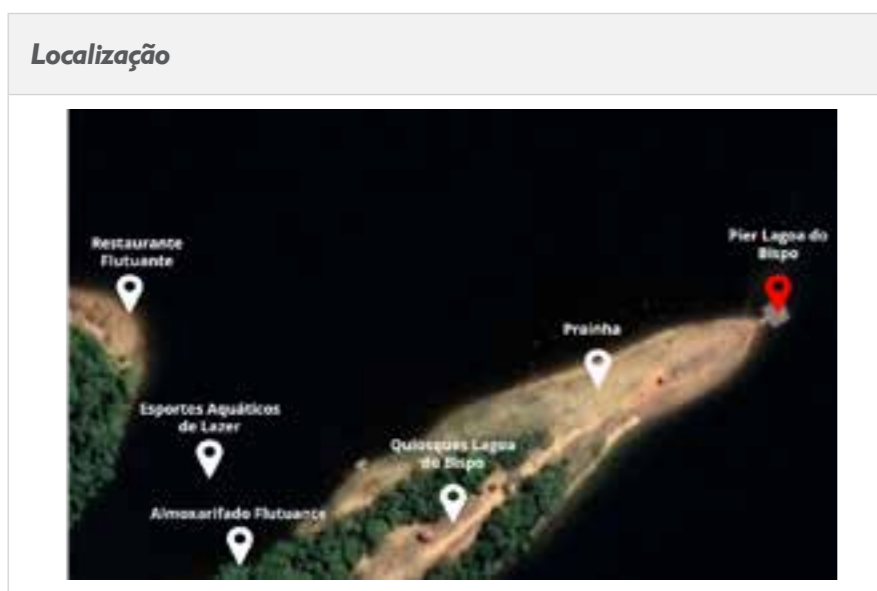 Localização
Restaurante
Flutuante
Pier Lagoa do
Bispo
Prainha
Esportes Aquáticos
de Lazer
Quiosques Lagoa
do Bispo
Almoxarifado Flutuante